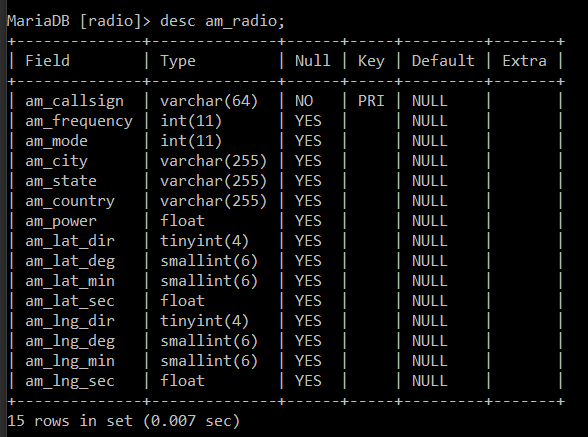 MariaDB [radio]> desc am_radio;
+--------------+--------------+------+-----+---------+-------+
| Field        | Type         | Null | Key | Default | Extra |
+--------------+--------------+------+-----+---------+-------+
| am_callsign  | varchar(64)  | NO   | PRI | NULL    |       |
| am_frequency | int(11)      | YES  |     | NULL    |       |
| am_mode      | int(11)      | YES  |     | NULL    |       |
| am_city      | varchar(255) | YES  |     | NULL    |       |
| am_state     | varchar(255) | YES  |     | NULL    |       |
| am_country   | varchar(255) | YES  |     | NULL    |       |
| am_power     | float        | YES  |     | NULL    |       |
| am_lat_dir   | tinyint(4)   | YES  |     | NULL    |       |
| am_lat_deg   | smallint(6)  | YES  |     | NULL    |       |
| am_lat_min   | smallint(6)  | YES  |     | NULL    |       |
| am_lat_sec   | float        | YES  |     | NULL    |       |
| am_lng_dir   | tinyint(4)   | YES  |     | NULL    |       |
| am_lng_deg   | smallint(6)  | YES  |     | NULL    |       |
| am_lng_min   | smallint(6)  | YES  |     | NULL    |       |
| am_lng_sec   | float        | YES  |     | NULL    |       |
+--------------+--------------+------+-----+---------+-------+
15 rows in set (0.007 sec)